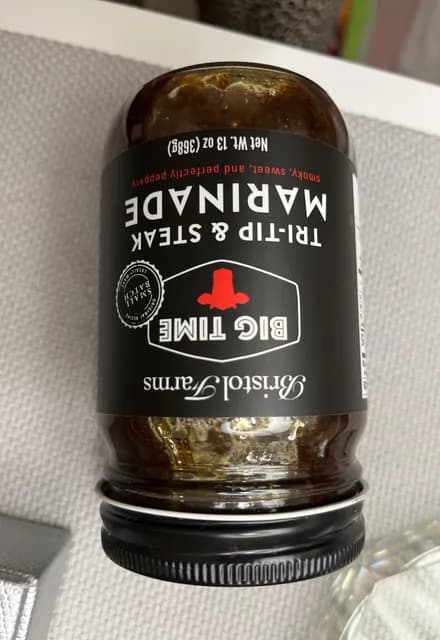 Bristol Farms
BIG TIME
SMALL
BATCH
TRI-TIP & STEAK
MARINADE
smoky, sweet, and perfectly peppery
Net Wt. 13 oz (368g)